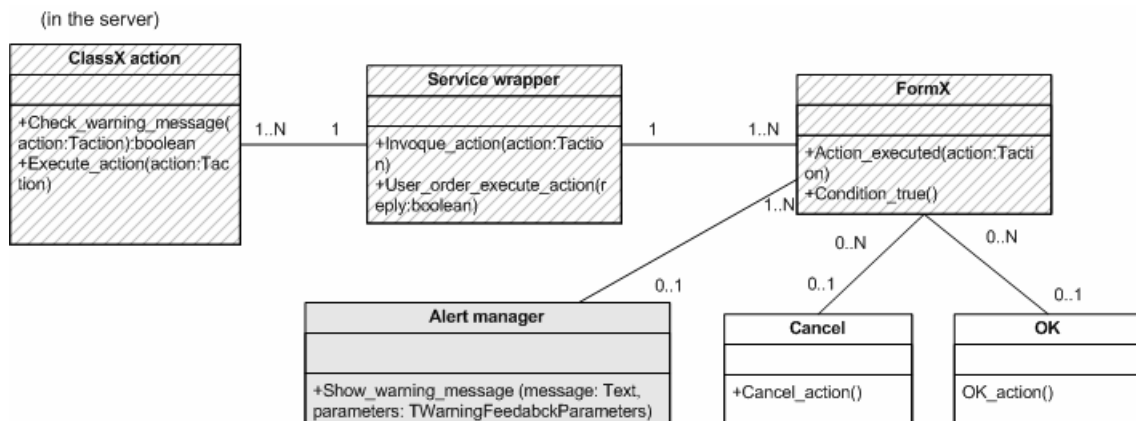 (in the server)
ClassX action
+Check_warning_message(
action:Taction):boolean
+Execute_action(action:Tac
tion)
1..N
1
Service wrapper
+Invoque_action(action:Tactio
n)
+User_order_execute_action(r
eply:boolean)
1
1..N
FormX
+Action_executed(action:Tacti
on)
+Condition_true()
1..N
0..1
0..N
0..1
0..N
0..1
Alert manager
+Show_warning_message (message: Text,
parameters: TWarningFeedabckParameters)
Cancel
+Cancel_action()
OK
OK_action()